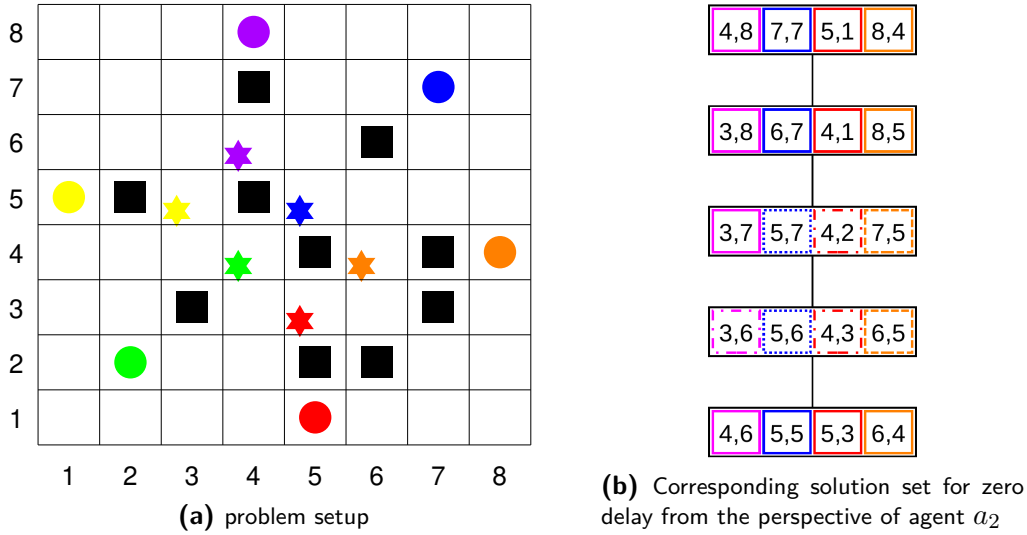 8
7
6
5
4
3
2
1
1 2 3 4 5 6 7 8
(a) problem setup
4,8 7,7 5,1 8,4
3,8 6,7 4,1 8,5
3,7 5,7 4,2 7,5
3,6 5,6 4,3 6,5
4,6 5,5 5,3 6,4
(b) Corresponding solution set for zero
delay from the perspective of agent a₂